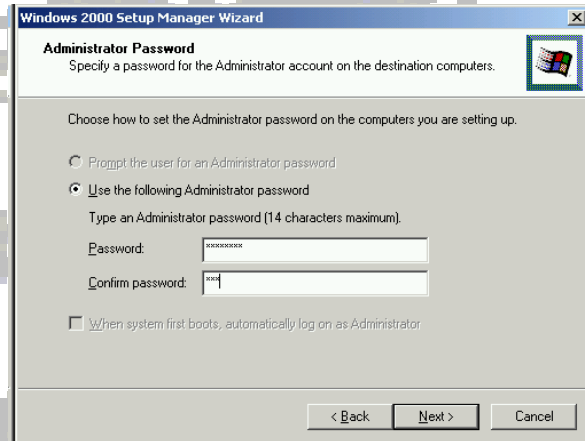 Windows 2000 Setup Manager Wizard
Administrator Password
Specify a password for the Administrator account on the destination computers.
Choose how to set the Administrator password on the computers you are setting up.
Prompt the user for an Administrator password
Use the following Administrator password
Type an Administrator password (14 characters maximum).
Password: ********
Confirm password: ***
When system first boots, automatically log on as Administrator
< Back Next > Cancel